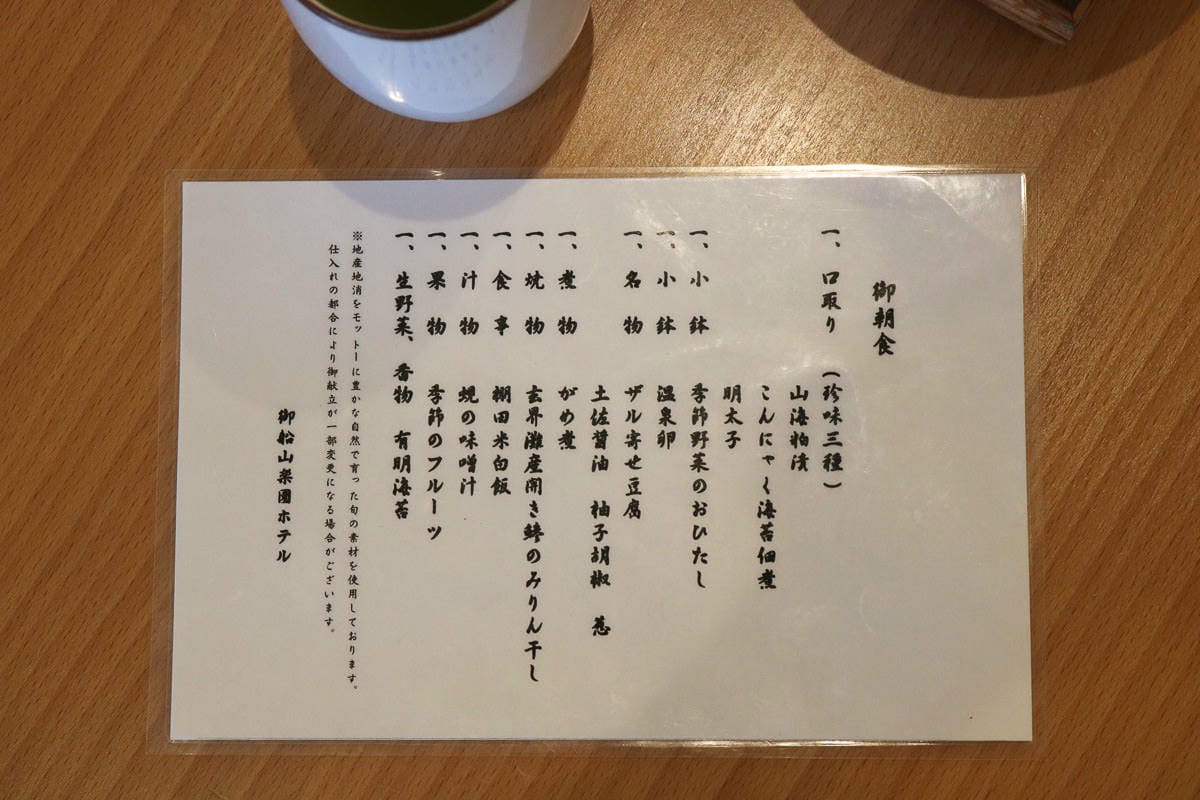 御朝食
一、口取り (珍味三種)
山海粕漬
こんにゃく海苔佃煮
明太子
一、小鉢 季節野菜のおひたし
一、小鉢 温泉卵
一、名物 ザル寄せ豆腐
土佐醤油 柚子胡椒 葱
一、煮物 がめ煮
一、焼物 玄界灘産開き鯵のみりん干し
一、食事 棚田米白飯
一、汁物 蜆の味噌汁
一、果物 季節のフルーツ
一、生野菜、香物 有明海苔
※地産地消をモットーに豊かな自然で育った旬の素材を使用しております。
仕入れの都合により御献立が一部変更になる場合がございます。
御船山楽園ホテル